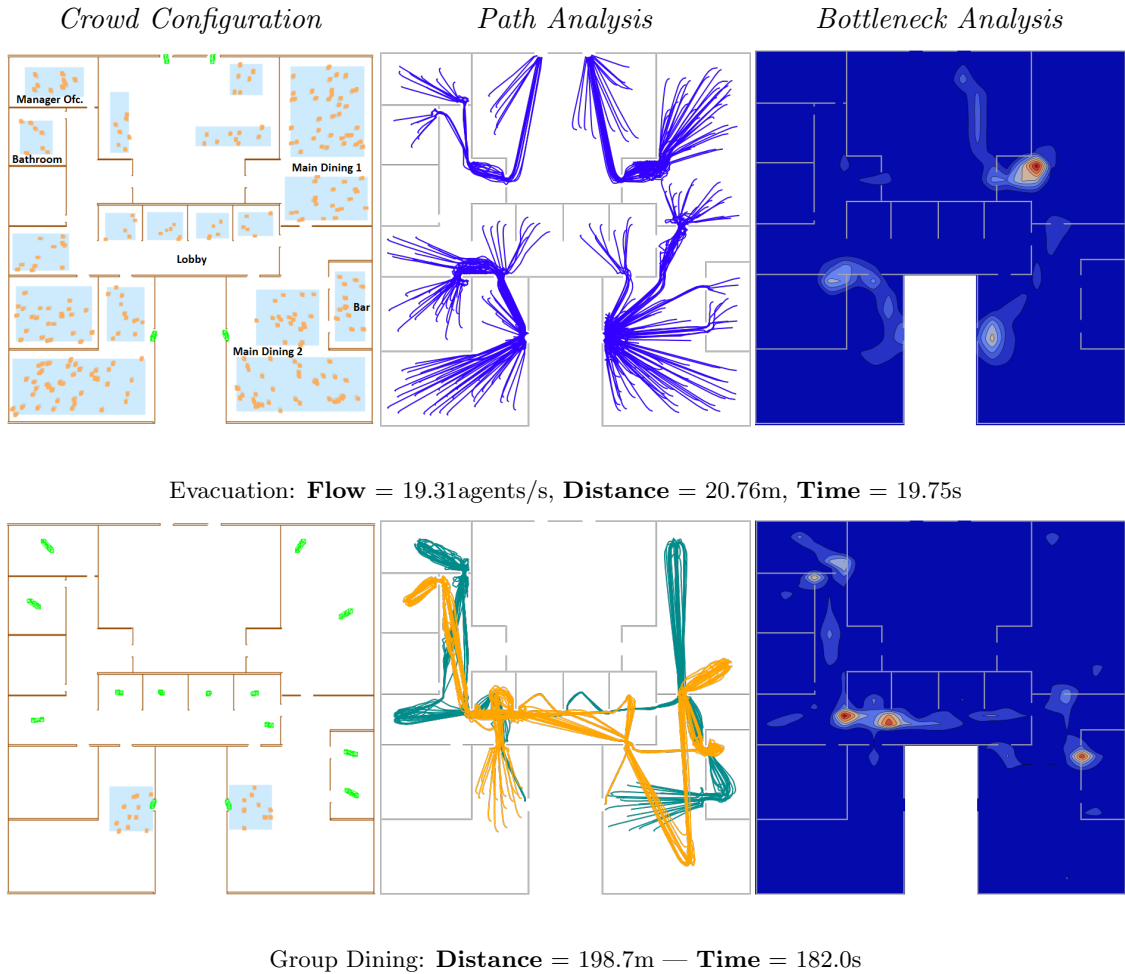 Crowd Configuration
Path Analysis
Bottleneck Analysis
Manager Ofc.
Bathroom
Main Dining 1
Lobby
Bar
Main Dining 2
Evacuation: Flow = 19.31agents/s, Distance = 20.76m, Time = 19.75s
Group Dining: Distance = 198.7m — Time = 182.0s